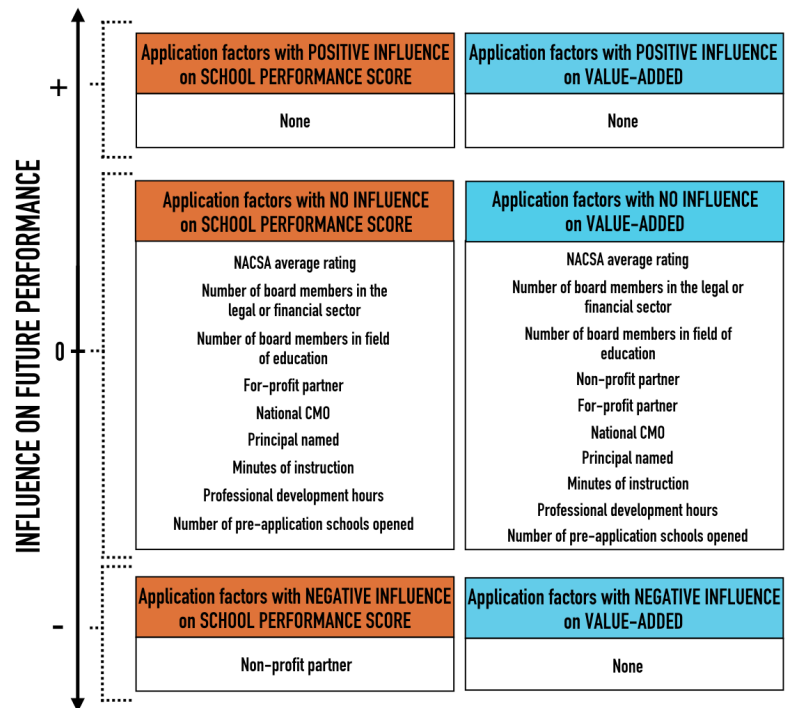 INFLUENCE ON FUTURE PERFORMANCE
+
Application factors with POSITIVE INFLUENCE
on SCHOOL PERFORMANCE SCORE
None
Application factors with POSITIVE INFLUENCE
on VALUE-ADDED
None
0
Application factors with NO INFLUENCE
on SCHOOL PERFORMANCE SCORE
NACSA average rating
Number of board members in the
legal or financial sector
Number of board members in field
of education
For-profit partner
National CMO
Principal named
Minutes of instruction
Professional development hours
Number of pre-application schools opened
Application factors with NO INFLUENCE
on VALUE-ADDED
NACSA average rating
Number of board members in the legal or
financial sector
Number of board members in field of
education
Non-profit partner
For-profit partner
National CMO
Principal named
Minutes of instruction
Professional development hours
Number of pre-application schools opened
-
Application factors with NEGATIVE INFLUENCE
on SCHOOL PERFORMANCE SCORE
Non-profit partner
Application factors with NEGATIVE INFLUENCE
on VALUE-ADDED
None